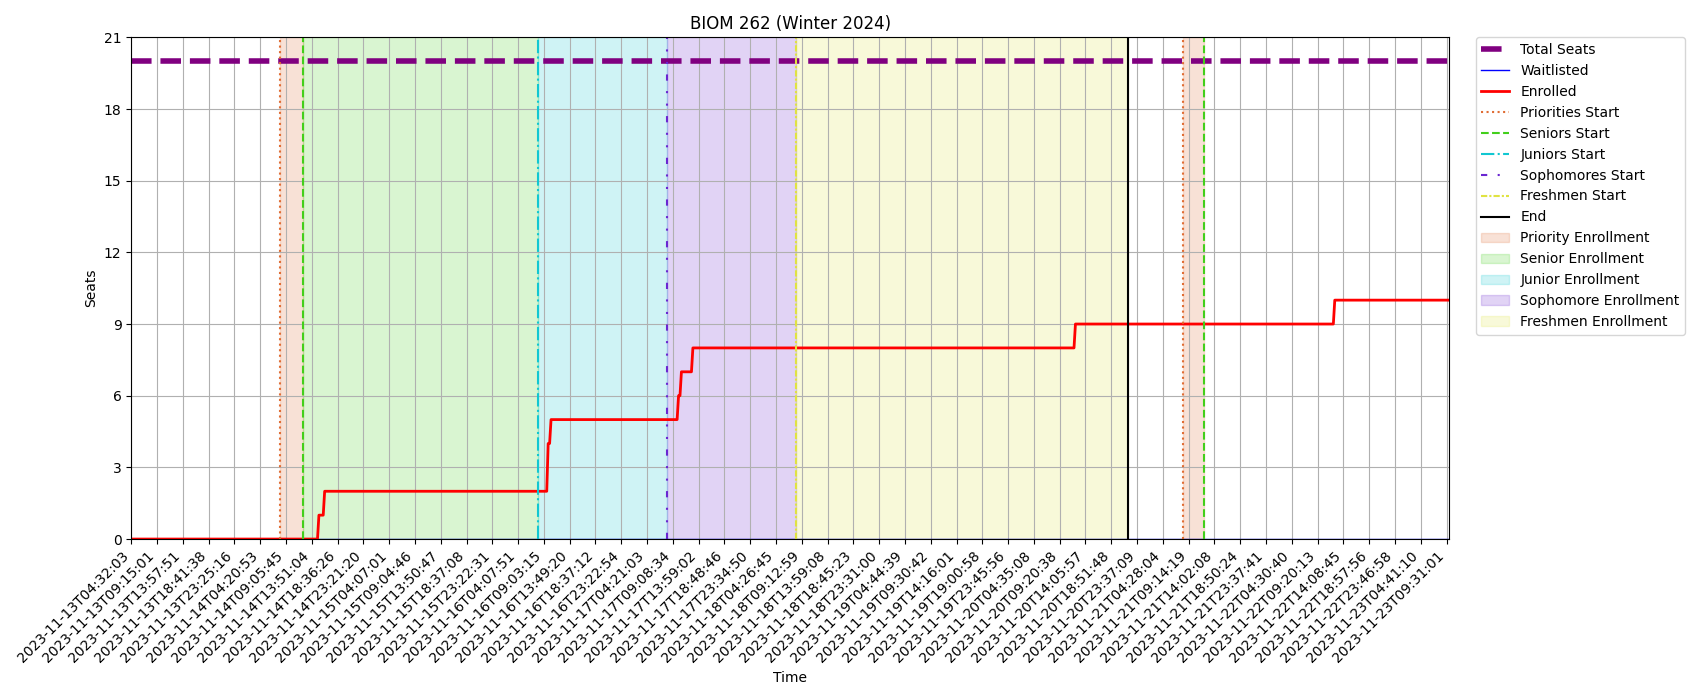 BIOM 262 (Winter 2024)
21
18
15
12
9
6
3
0
Seats
2023-11-13T04:32:03
2023-11-13T09:15:01
2023-11-13T13:57:51
2023-11-13T18:41:38
2023-11-13T23:25:16
2023-11-14T04:20:53
2023-11-14T09:05:45
2023-11-14T13:51:04
2023-11-14T18:36:26
2023-11-14T23:21:20
2023-11-15T04:07:01
2023-11-15T09:04:46
2023-11-15T13:50:47
2023-11-15T18:37:08
2023-11-15T23:22:31
2023-11-16T04:07:51
2023-11-16T09:03:15
2023-11-16T13:49:20
2023-11-16T18:37:12
2023-11-16T23:22:54
2023-11-17T04:21:03
2023-11-17T09:08:34
2023-11-17T13:59:02
2023-11-17T18:48:46
2023-11-17T23:34:50
2023-11-18T04:26:45
2023-11-18T09:12:59
2023-11-18T13:59:08
2023-11-18T18:45:23
2023-11-18T23:31:00
2023-11-19T04:44:39
2023-11-19T09:30:42
2023-11-19T14:16:01
2023-11-19T19:00:58
2023-11-19T23:45:56
2023-11-20T04:35:08
2023-11-20T09:20:38
2023-11-20T14:05:57
2023-11-20T18:51:48
2023-11-20T23:37:09
2023-11-21T04:28:04
2023-11-21T09:14:19
2023-11-21T14:02:08
2023-11-21T18:50:24
2023-11-21T23:37:41
2023-11-22T04:30:40
2023-11-22T09:20:13
2023-11-22T14:08:45
2023-11-22T18:57:56
2023-11-22T23:46:58
2023-11-23T04:41:10
2023-11-23T09:31:01
Time
Total Seats
Waitlisted
Enrolled
Priorities Start
Seniors Start
Juniors Start
Sophomores Start
Freshmen Start
End
Priority Enrollment
Senior Enrollment
Junior Enrollment
Sophomore Enrollment
Freshmen Enrollment